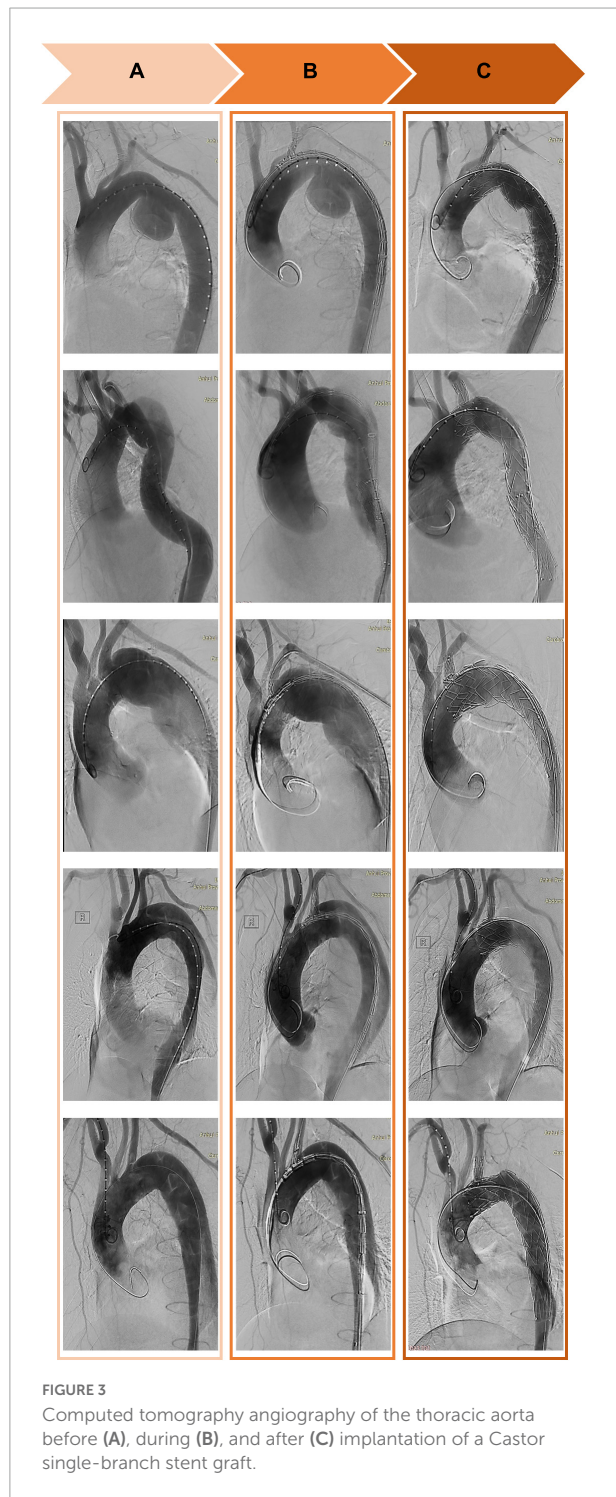 A
B
C
FIGURE 3
Computed tomography angiography of the thoracic aorta
before (A), during (B), and after (C) implantation of a Castor
single-branch stent graft.